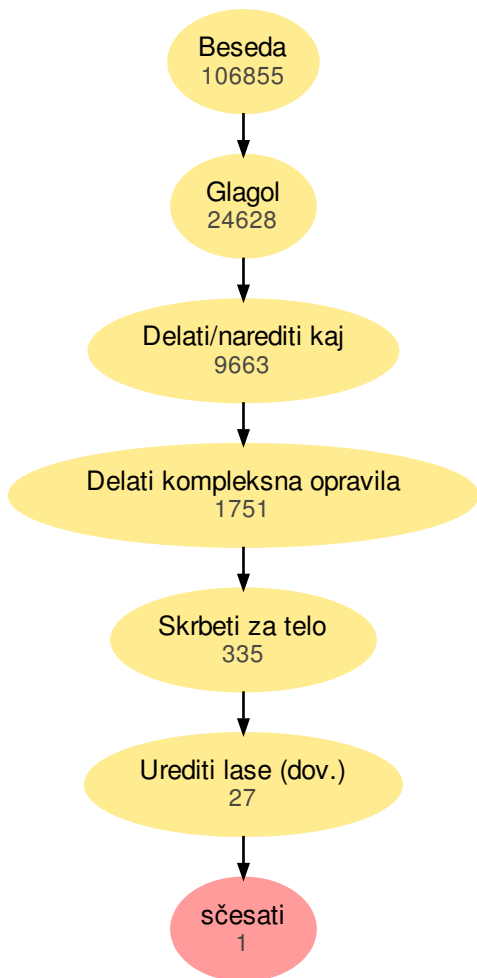 Beseda
106855
Glagol
24628
Delati/narediti kaj
9663
Delati kompleksna opravila
1751
Skrbeti za telo
335
Urediti lase (dov.)
27
sčesati
1